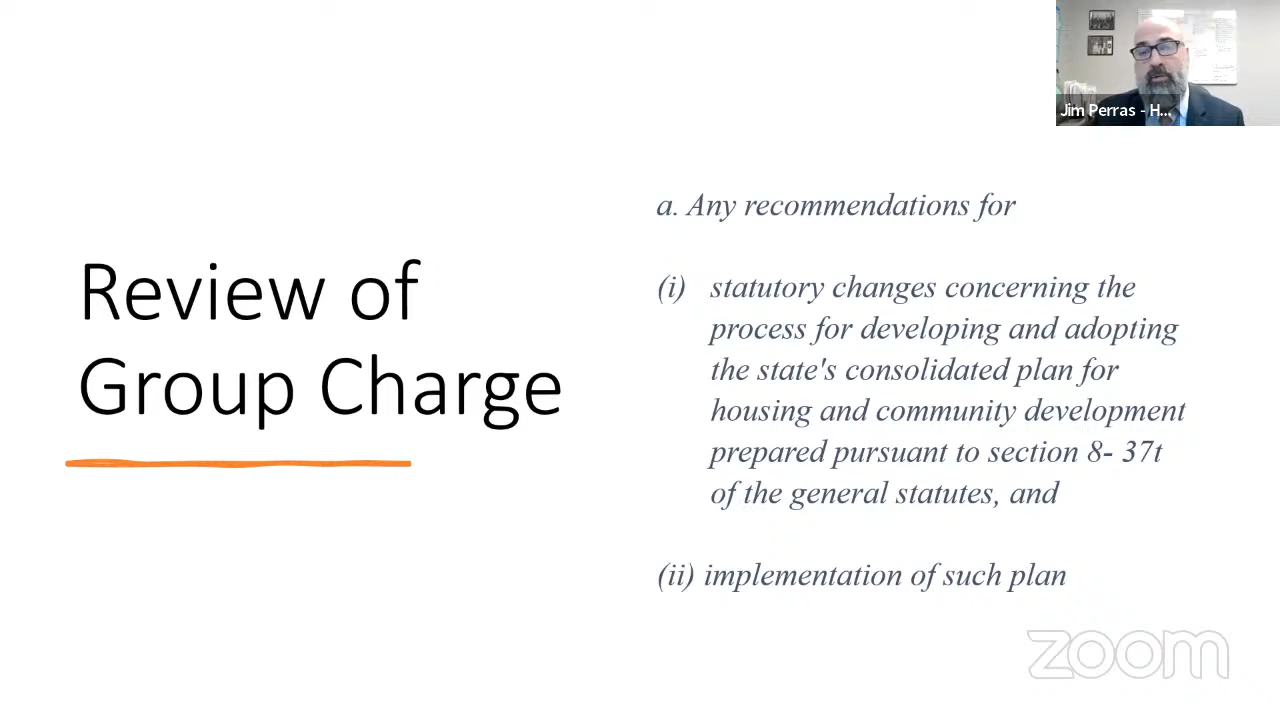 Jim Perras - H...
Review of
Group Charge
a. Any recommendations for
(i) statutory changes concerning the
process for developing and adopting
the state's consolidated plan for
housing and community development
prepared pursuant to section 8- 37t
of the general statutes, and
(ii) implementation of such plan
zoom